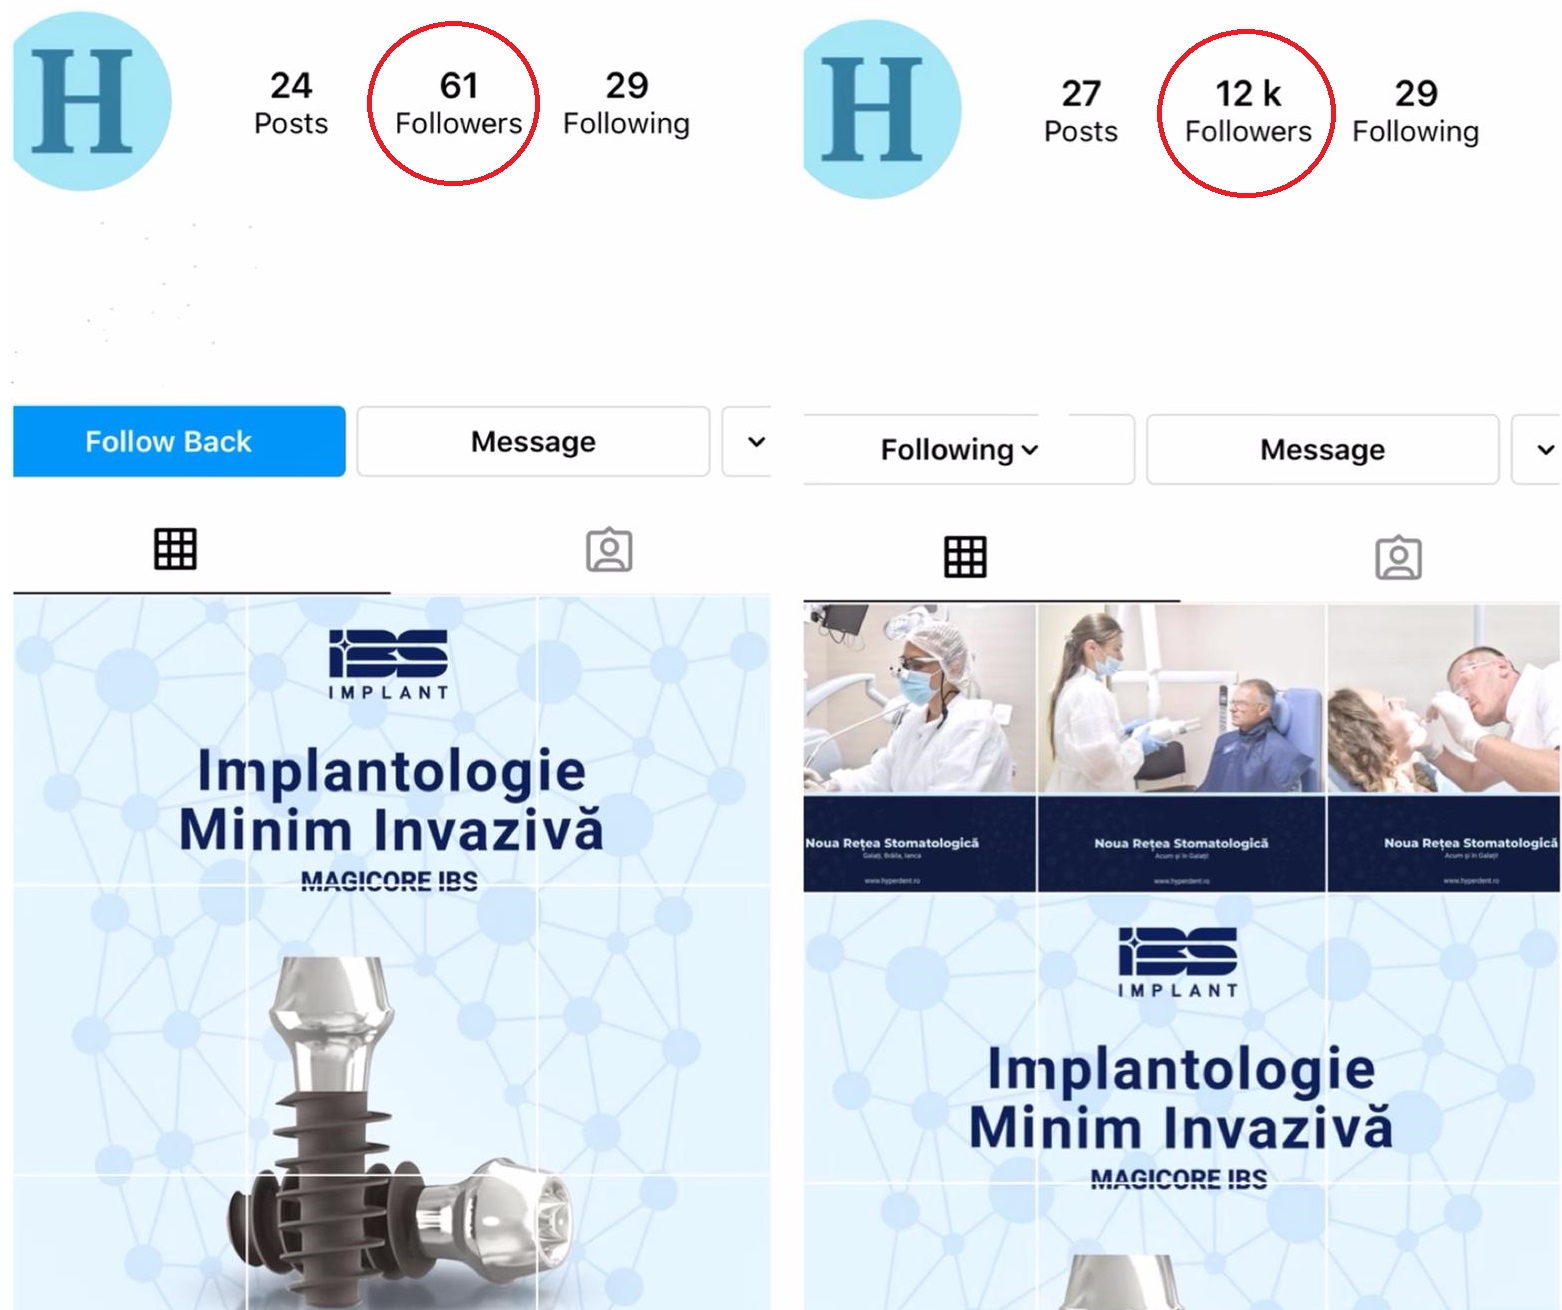 H
24
Posts
61
Followers
29
Following
Follow Back
Message
iBS
IMPLANT
Implantologie
Minim Invazivă
MAGICORE IBS
H
27
Posts
12 k
Followers
29
Following
Following
Message
Noua Rețea Stomatologică
Galați, Brăila, Ianca
www.hyperdent.ro
Noua Rețea Stomatologică
Acum și în Galați!
www.hyperdent.ro
Noua Rețea Stomatologică
Acum și în Galați!
www.hyperdent.ro
iBS
IMPLANT
Implantologie
Minim Invazivă
MAGICORE IBS